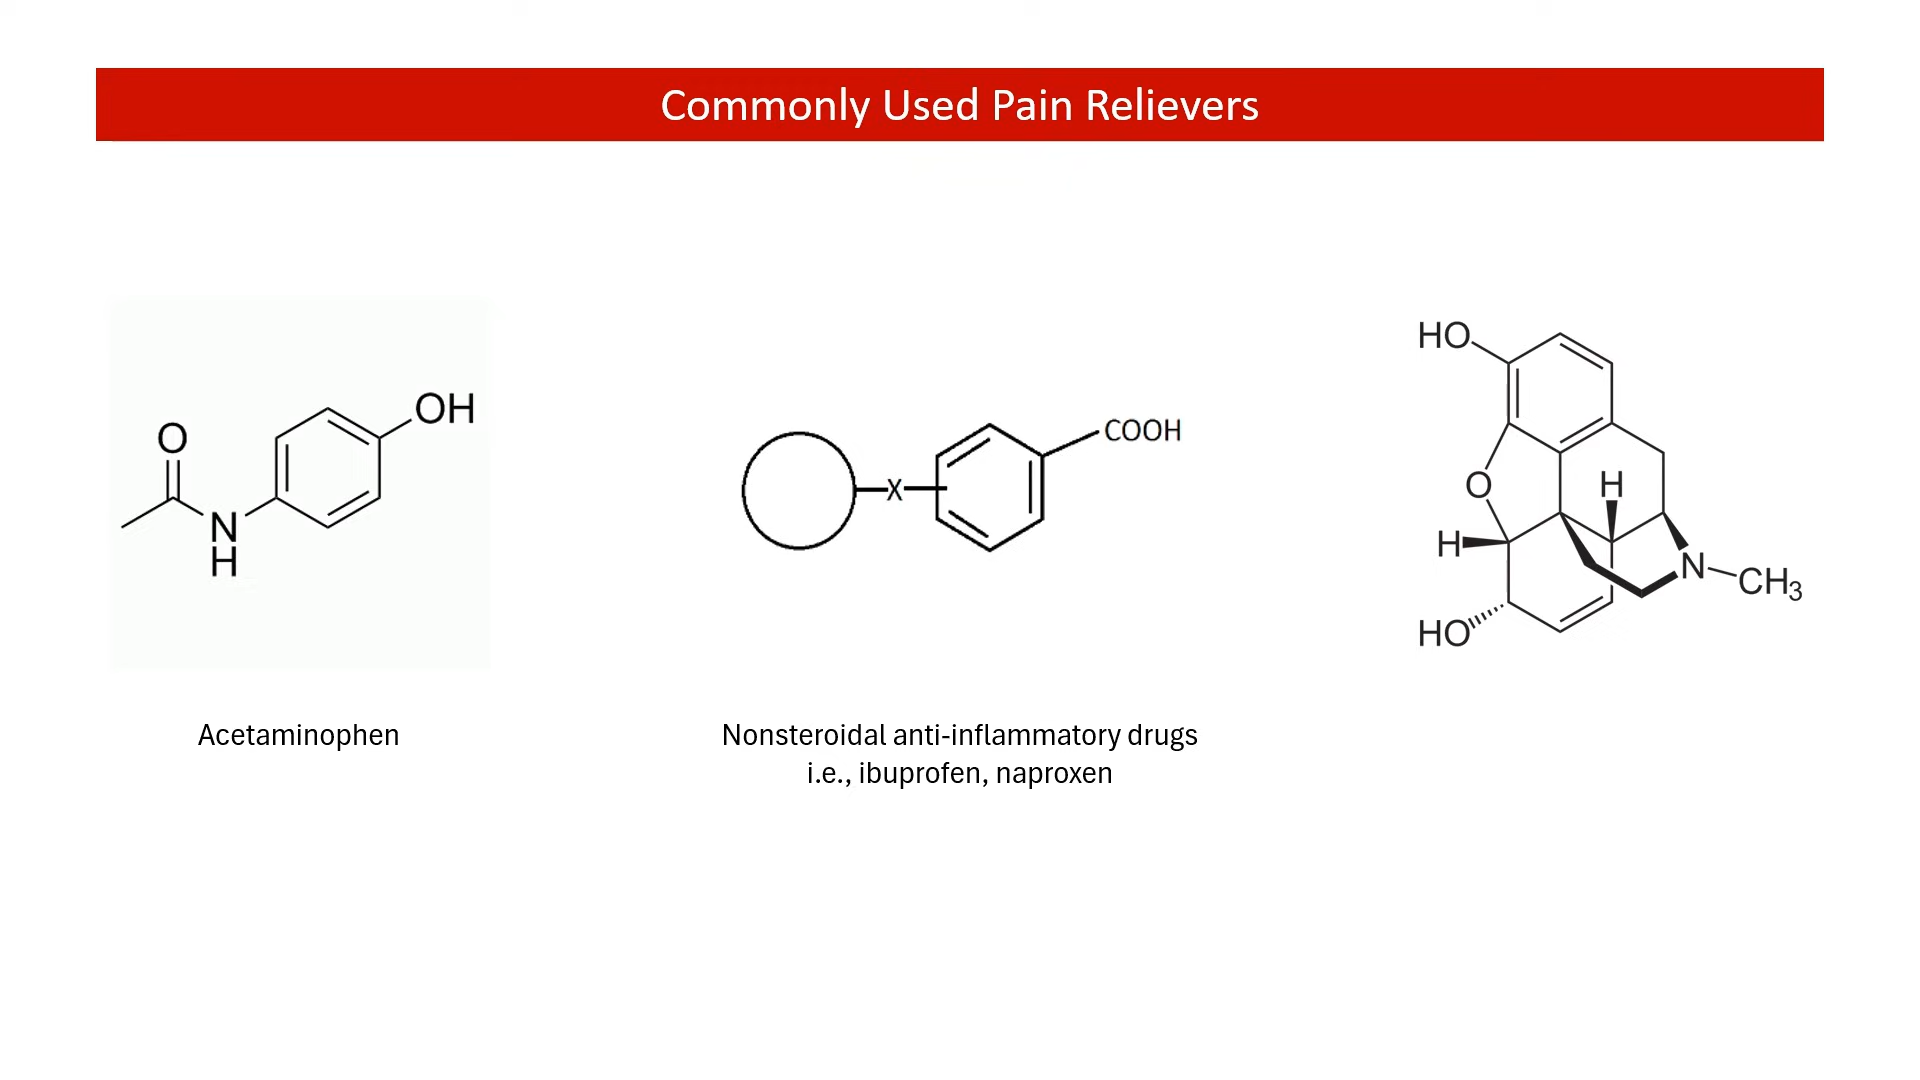 Commonly Used Pain Relievers
O
N
H
OH
Acetaminophen
X
COOH
Nonsteroidal anti-inflammatory drugs
i.e., ibuprofen, naproxen
HO
O
H
H
N
CH3
HO